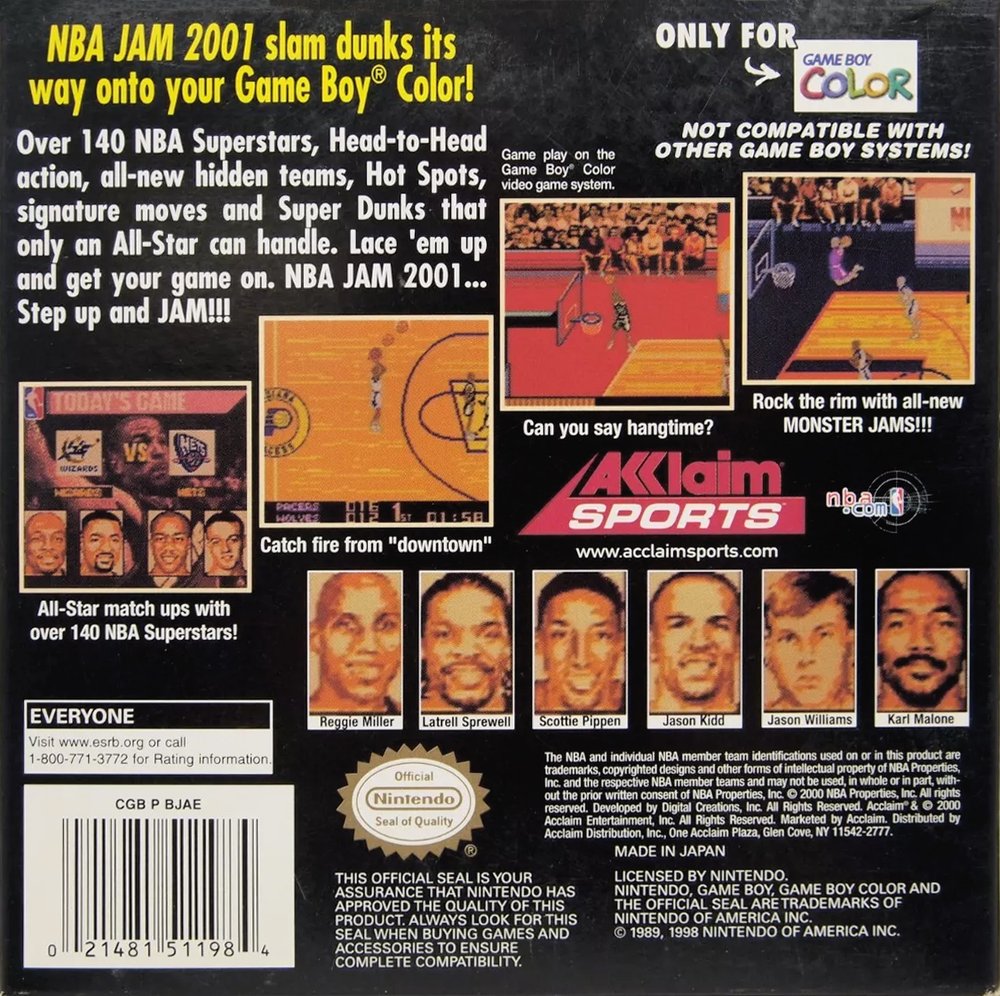 NBA JAM 2001 slam dunks its
way onto your Game Boy® Color!
Over 140 NBA Superstars, Head-to-Head
action, all-new hidden teams, Hot Spots,
signature moves and Super Dunks that
only an All-Star can handle. Lace 'em up
and get your game on. NBA JAM 2001...
Step up and JAM!!!
ONLY FOR
GAME BOY
COLOR
NOT COMPATIBLE WITH
OTHER GAME BOY SYSTEMS!
Game play on the
Game Boy® Color
video game system.
TODAY'S GAME
WIZARDS
VS
NETS
WIZARDS
NETS
All-Star match ups with
over 140 NBA Superstars!
INDIANA
PACERS
PACERS 016
WOLVES 012 1ST 01:58
Catch fire from "downtown"
Can you say hangtime?
Rock the rim with all-new
MONSTER JAMS!!!
AKKlaim
SPORTS
www.acclaimsports.com
nba
.com
Reggie Miller
Latrell Sprewell
Scottie Pippen
Jason Kidd
Jason Williams
Karl Malone
EVERYONE
Visit www.esrb.org or call
1-800-771-3772 for Rating information.
CGB P BJAE
0 21481 51198 4
Official
Nintendo
Seal of Quality
®
THIS OFFICIAL SEAL IS YOUR
ASSURANCE THAT NINTENDO HAS
APPROVED THE QUALITY OF THIS
PRODUCT. ALWAYS LOOK FOR THIS
SEAL WHEN BUYING GAMES AND
ACCESSORIES TO ENSURE
COMPLETE COMPATIBILITY.
The NBA and individual NBA member team identifications used on or in this product are
trademarks, copyrighted designs and other forms of intellectual property of NBA Properties,
Inc. and the respective NBA member teams and may not be used, in whole or in part, with-
out the prior written consent of NBA Properties, Inc. © 2000 NBA Properties, Inc. All rights
reserved. Developed by Digital Creations, Inc. All Rights Reserved. Acclaim® & © 2000
Acclaim Entertainment, Inc. All Rights Reserved. Marketed by Acclaim. Distributed by
Acclaim Distribution, Inc., One Acclaim Plaza, Glen Cove, NY 11542-2777.
MADE IN JAPAN
LICENSED BY NINTENDO.
NINTENDO, GAME BOY, GAME BOY COLOR AND
THE OFFICIAL SEAL ARE TRADEMARKS OF
NINTENDO OF AMERICA INC.
© 1989, 1998 NINTENDO OF AMERICA INC.